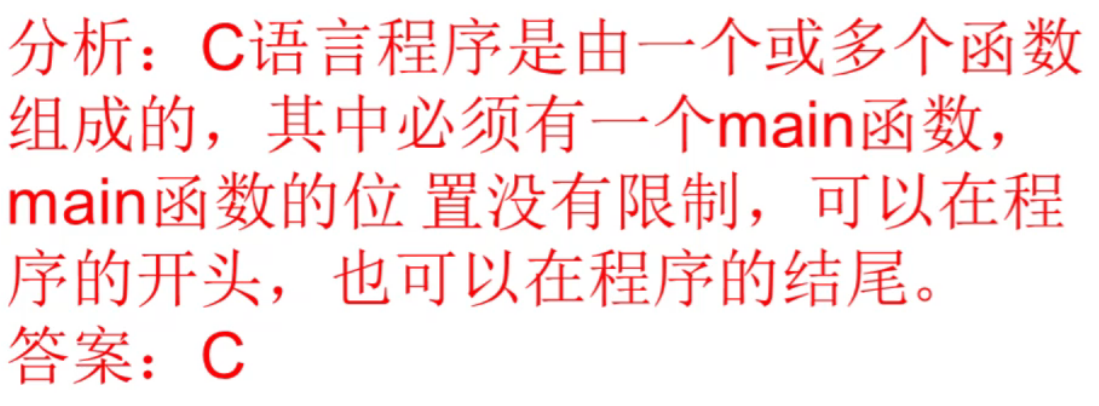 分析：C语言程序是由一个或多个函数
组成的，其中必须有一个main函数，
main函数的位 置没有限制，可以在程
序的开头，也可以在程序的结尾。
答案：C